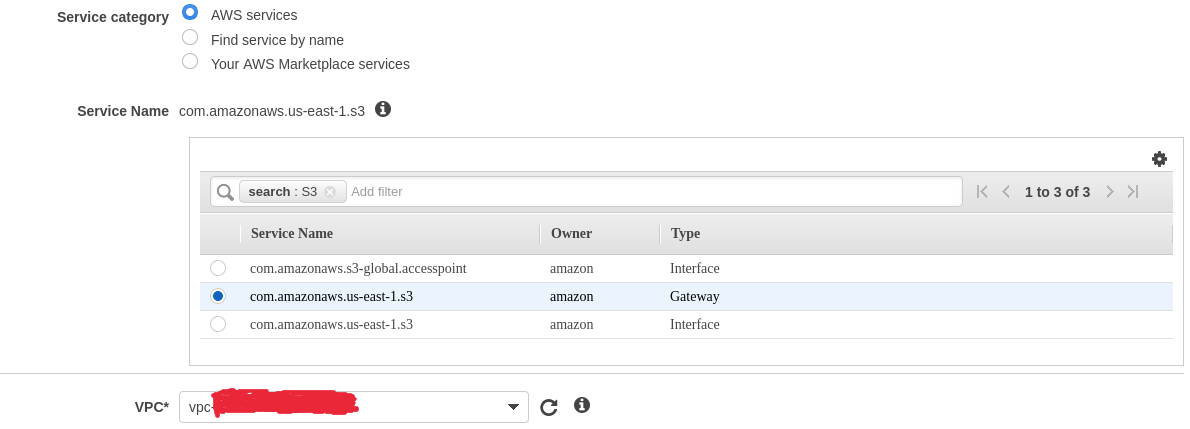 Service category
AWS services
Find service by name
Your AWS Marketplace services
Service Name com.amazonaws.us-east-1.s3
search : S3 Add filter 1 to 3 of 3
Service Name Owner Type
com.amazonaws.s3-global.accesspoint amazon Interface
com.amazonaws.us-east-1.s3 amazon Gateway
com.amazonaws.us-east-1.s3 amazon Interface
VPC* vpc-